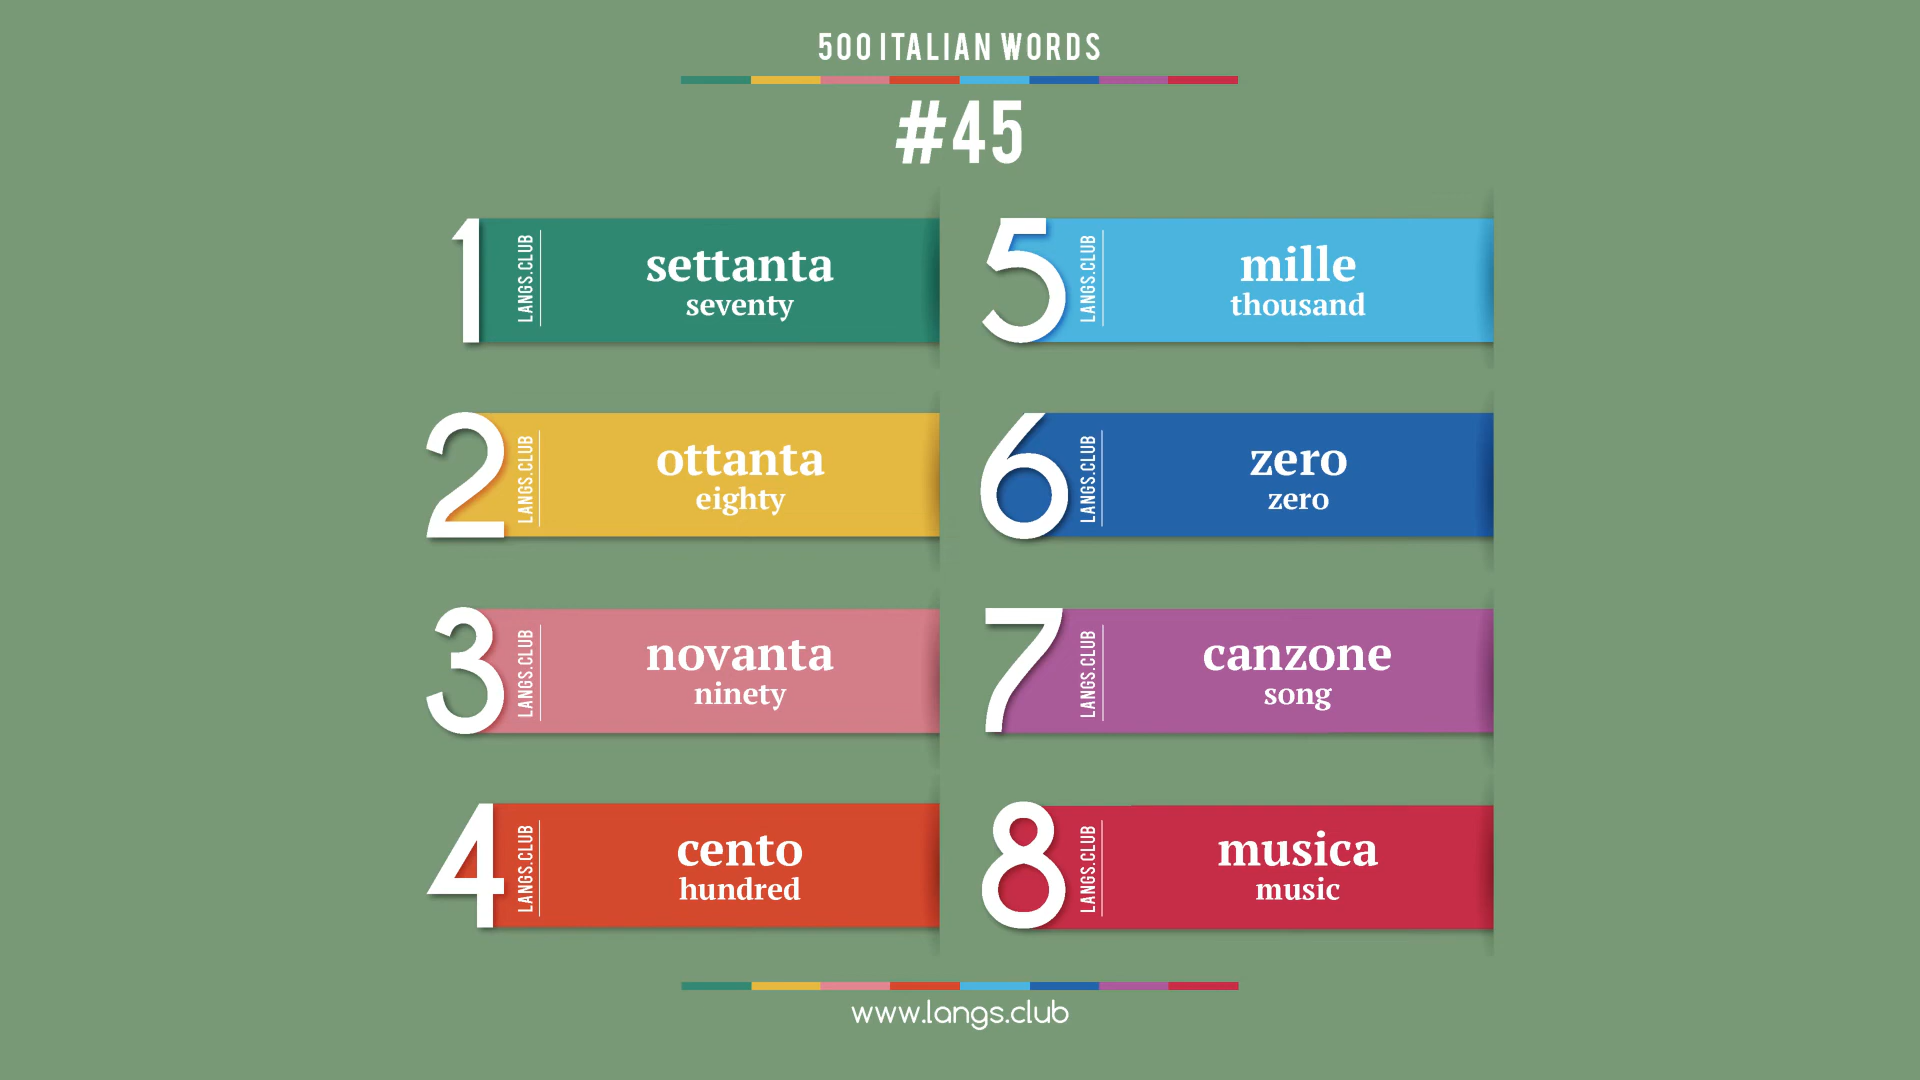 500 ITALIAN WORDS
#45
1
LANGS.CLUB
settanta
seventy
2
LANGS.CLUB
ottanta
eighty
3
LANGS.CLUB
novanta
ninety
4
LANGS.CLUB
cento
hundred
5
LANGS.CLUB
mille
thousand
6
LANGS.CLUB
zero
zero
7
LANGS.CLUB
canzone
song
8
LANGS.CLUB
musica
music
www.langs.club